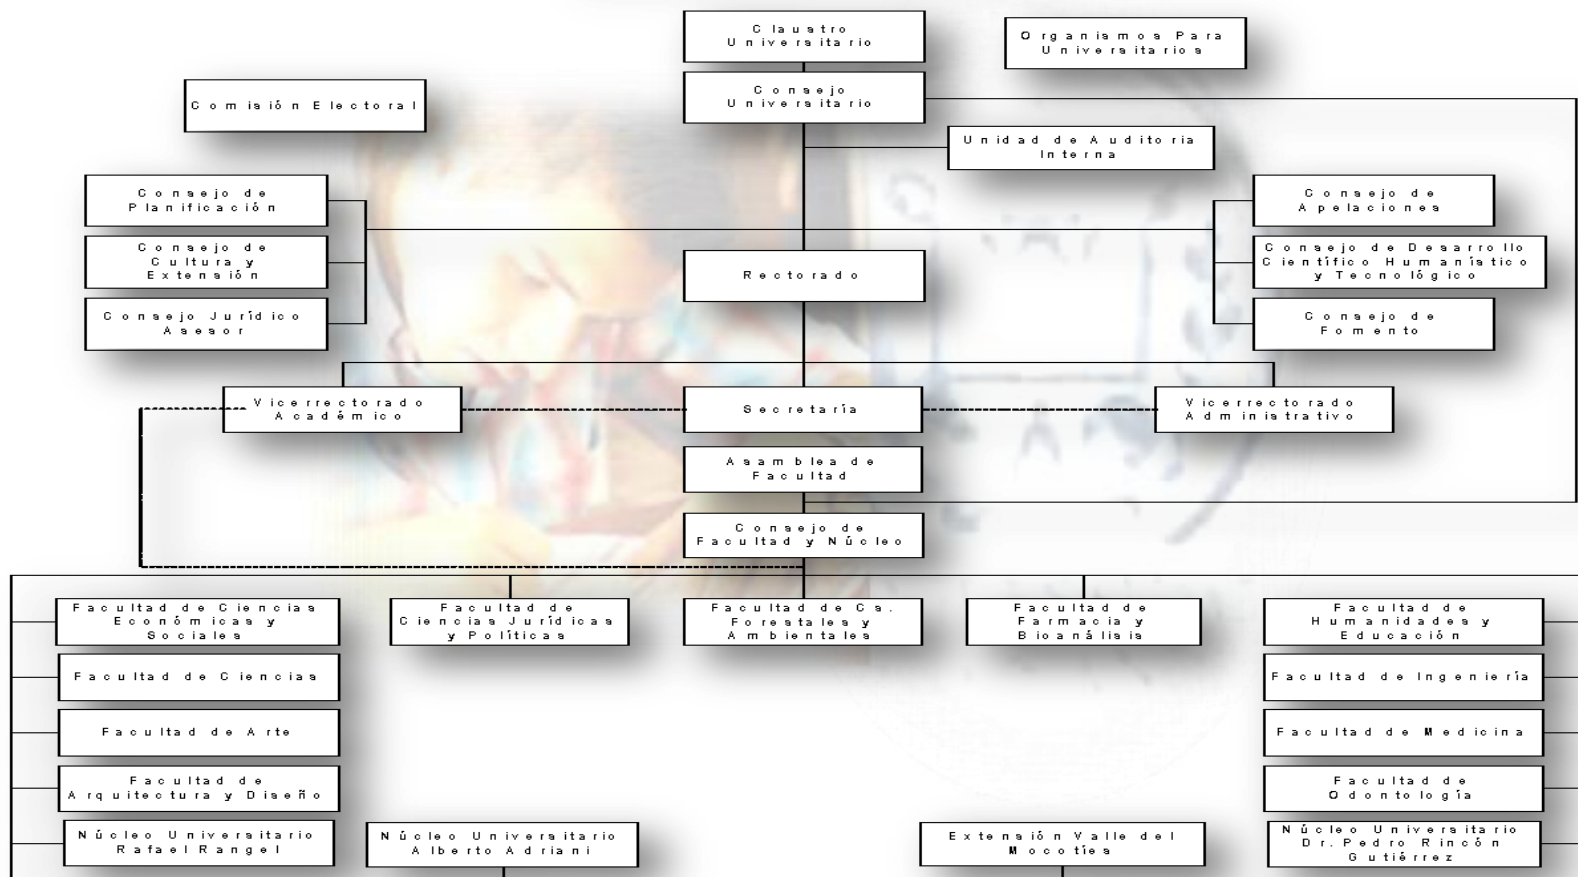 Claustro
Universitario
Organismos Para
Universitarios
Consejo
Universitario
Comisión Electoral
Unidad de Auditoria
Interna
Consejo de
Planificación
Consejo de
Apelaciones
Consejo de
Cultura y
Extensión
Rectorado
Consejo de Desarrollo
Científico Humanístico
y Tecnológico
Consejo Jurídico
Asesor
Consejo de
Fomento
Vicerrectorado
Académico
Secretaría
Vicerrectorado
Administrativo
Asamblea de
Facultad
Consejo de
Facultad y Núcleo
Facultad de Ciencias
Económicas y
Sociales
Facultad de
Ciencias Jurídicas
y Políticas
Facultad de Cs.
Forestales y
Ambientales
Facultad de
Farmacia y
Bioanálisis
Facultad de
Humanidades y
Educación
Facultad de Ciencias
Facultad de Ingeniería
Facultad de Arte
Facultad de Medicina
Facultad de
Arquitectura y Diseño
Facultad de
Odontología
Núcleo Universitario
Rafael Rangel
Núcleo Universitario
Alberto Adriani
Extensión Valle del
Mocotíes
Núcleo Universitario
Dr. Pedro Rincón
Gutiérrez